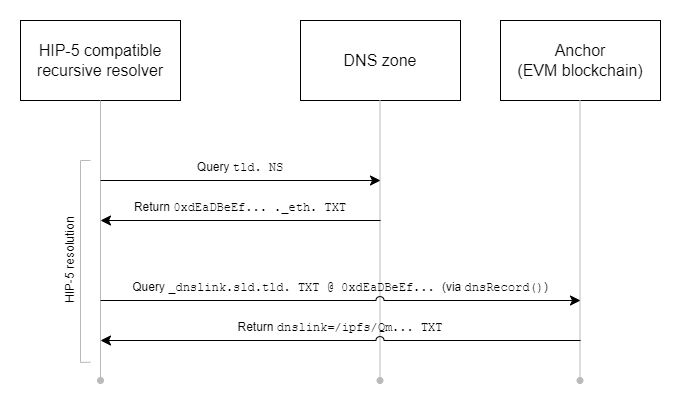 HIP-5 compatible
recursive resolver
DNS zone
Anchor
(EVM blockchain)
Query tld. NS
Return 0xdEaDBeEf... ._eth. TXT
HIP-5 resolution
Query _dnslink.sld.tld. TXT @ 0xdEaDBeEf... (via dnsRecord())
Return dnslink=/ipfs/Qm... TXT